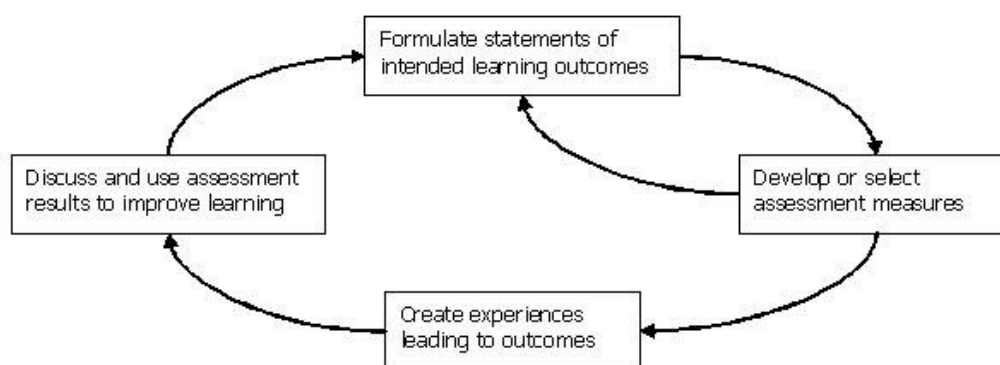 Formulate statements of
intended learning outcomes
Discuss and use assessment
results to improve learning
Develop or select
assessment measures
Create experiences
leading to outcomes